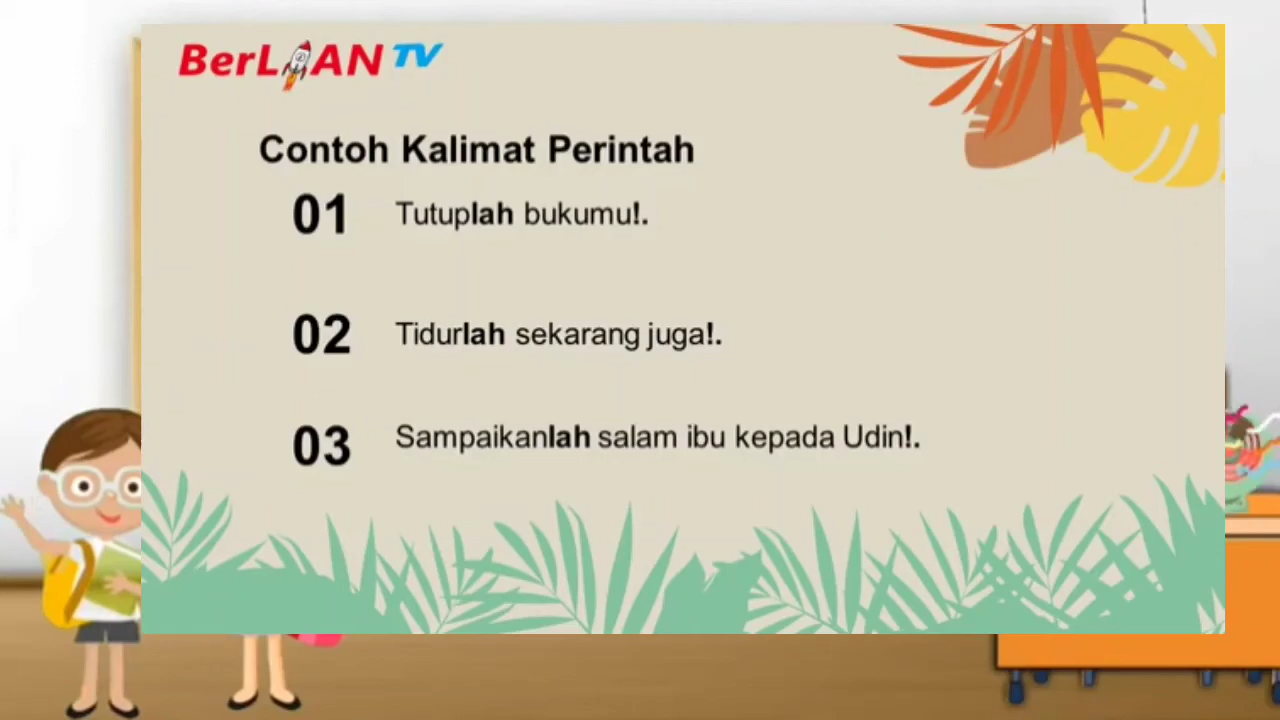 BerLIAN TV
Contoh Kalimat Perintah
01 Tutuplah bukumu!.
02 Tidurlah sekarang juga!.
03 Sampaikanlah salam ibu kepada Udin!.